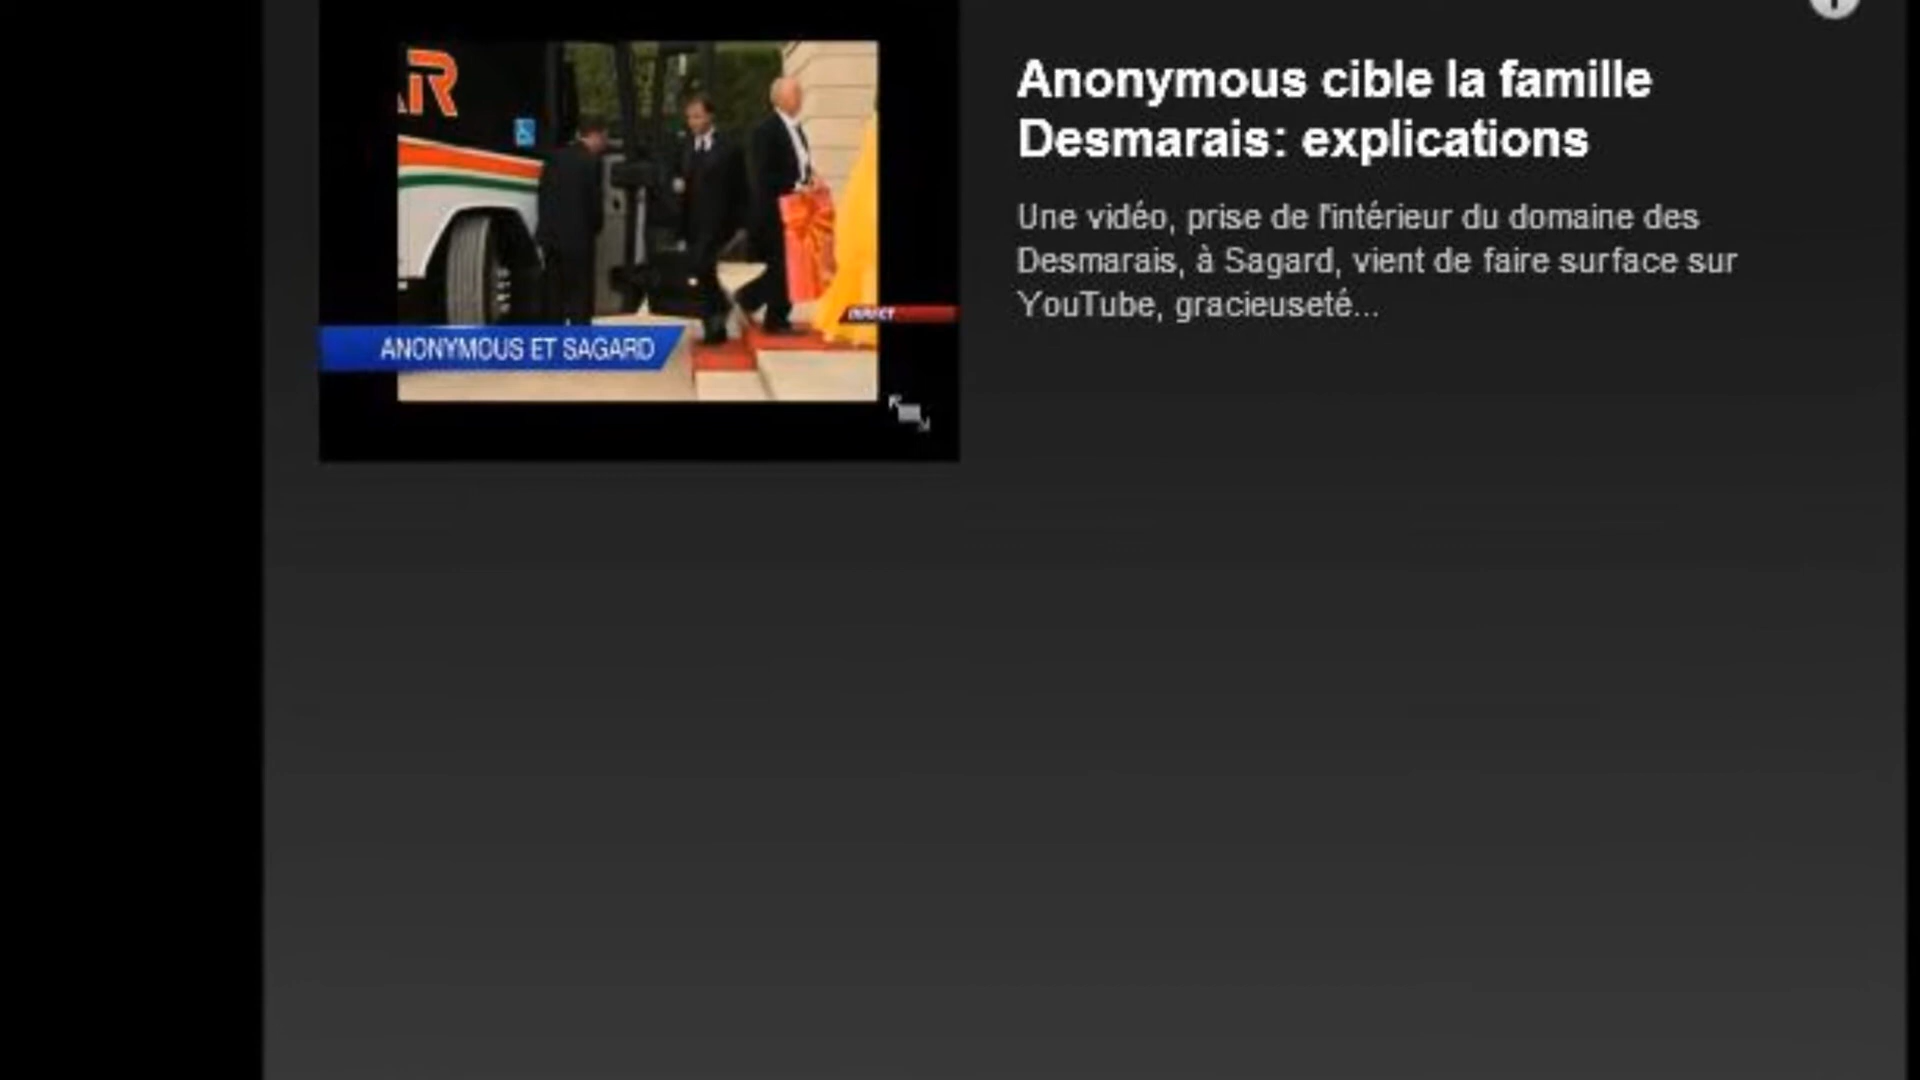 AR
Anonymous cible la famille
Desmarais: explications
Une vidéo, prise de l'intérieur du domaine des
Desmarais, à Sagard, vient de faire surface sur
YouTube, gracieuseté...
DIRECT
ANONYMOUS ET SAGARD